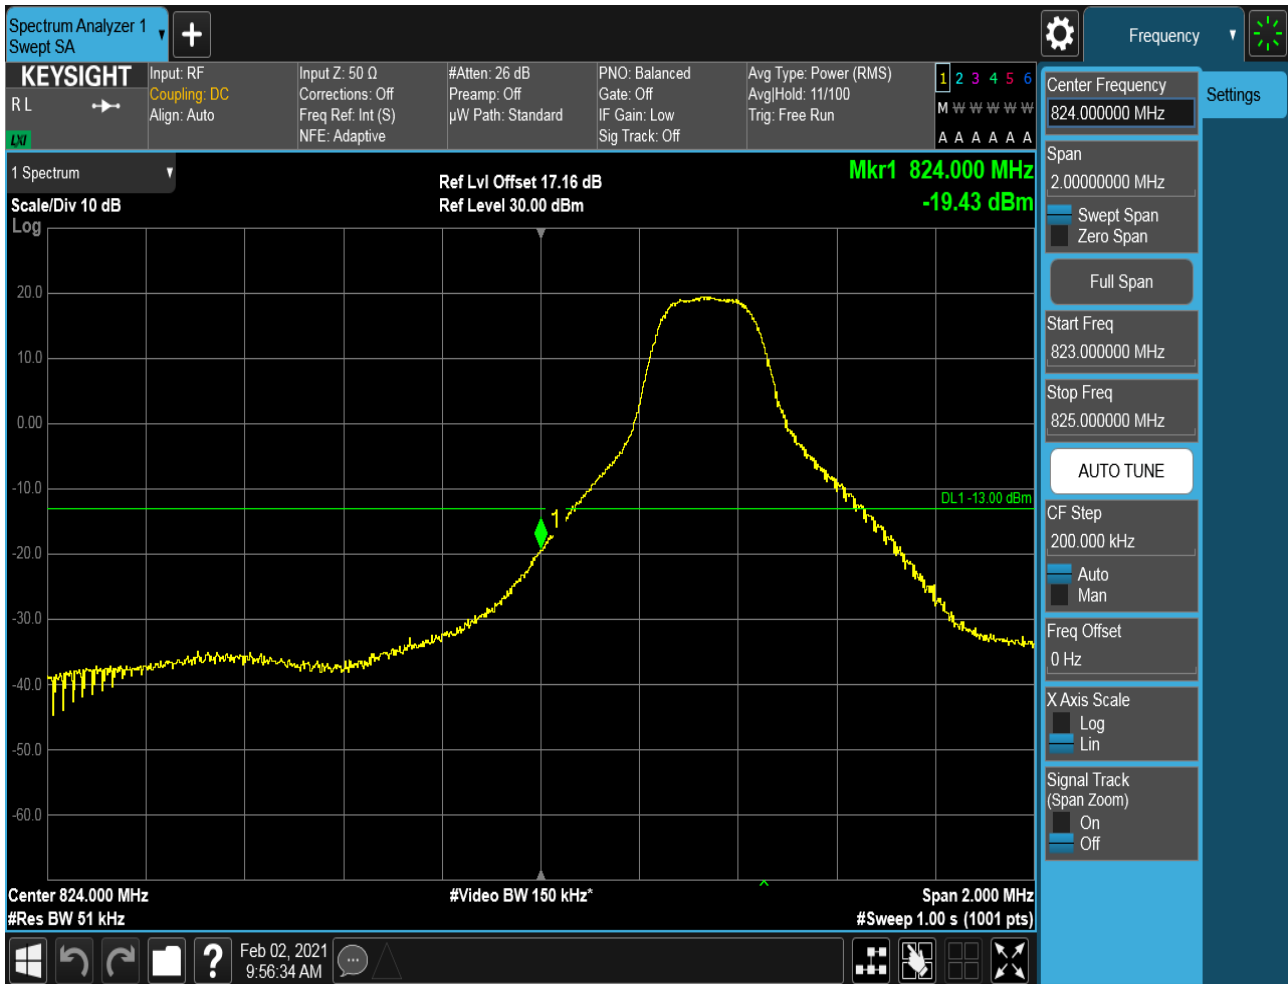 Spectrum Analyzer 1
Swept SA
Frequency
KEYSIGHT
R L
LXI
Input: RF
Coupling: DC
Align: Auto
Input Z: 50 Ω
Corrections: Off
Freq Ref: Int (S)
NFE: Adaptive
#Atten: 26 dB
Preamp: Off
µW Path: Standard
PNO: Balanced
Gate: Off
IF Gain: Low
Sig Track: Off
Avg Type: Power (RMS)
Avg|Hold: 11/100
Trig: Free Run
1 2 3 4 5 6
M W W W W W
A A A A A A
1 Spectrum
Scale/Div 10 dB
Log
Ref Lvl Offset 17.16 dB
Ref Level 30.00 dBm
Mkr1 824.000 MHz
-19.43 dBm
20.0
10.0
0.00
-10.0
-20.0
-30.0
-40.0
-50.0
-60.0
DL1 -13.00 dBm
1
Center 824.000 MHz
#Res BW 51 kHz
#Video BW 150 kHz*
Span 2.000 MHz
#Sweep 1.00 s (1001 pts)
Feb 02, 2021
9:56:34 AM
Center Frequency
824.000000 MHz
Span
2.00000000 MHz
Swept Span
Zero Span
Full Span
Start Freq
823.000000 MHz
Stop Freq
825.000000 MHz
AUTO TUNE
CF Step
200.000 kHz
Auto
Man
Freq Offset
0 Hz
X Axis Scale
Log
Lin
Signal Track
(Span Zoom)
On
Off
Settings